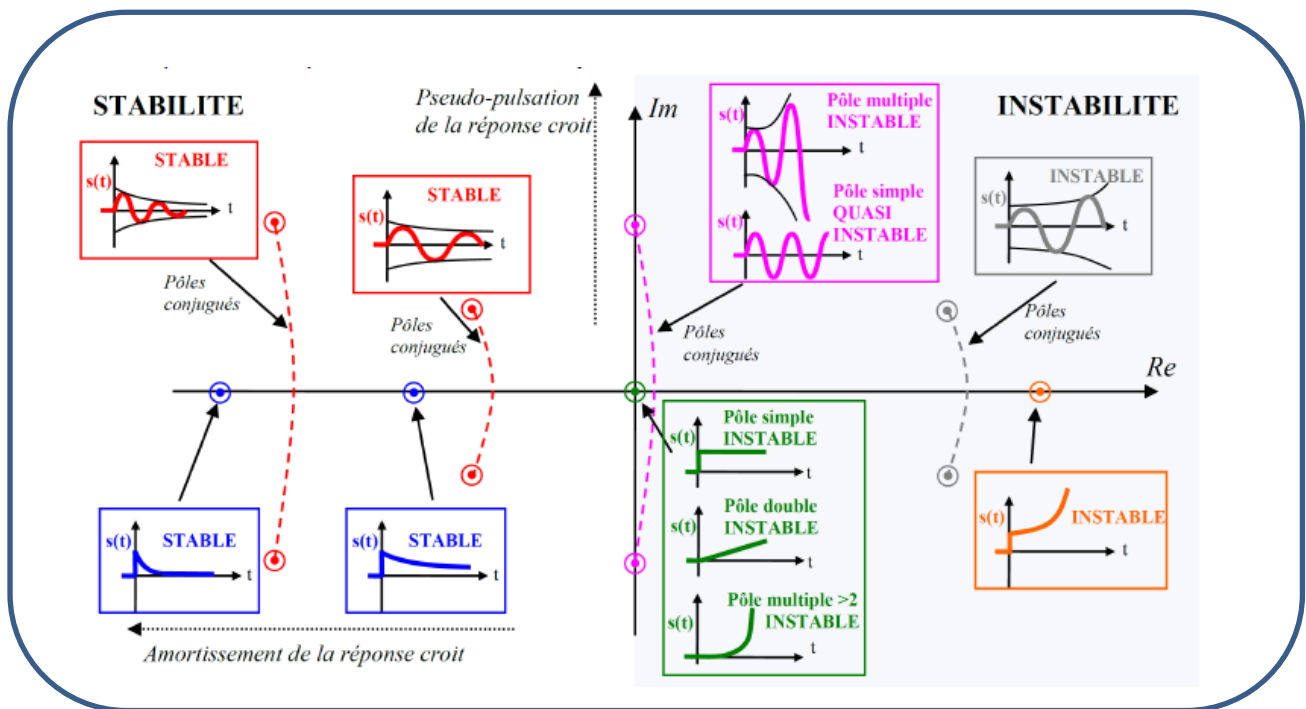 STABILITE
Pseudo-pulsation
de la réponse croit
Im
INSTABILITE
STABLE
s(t)
t
Pôles
conjugués
STABLE
s(t)
t
Pôles
conjugués
Pôle multiple
INSTABLE
s(t)
t
Pôle simple
QUASI
INSTABLE
s(t)
t
Pôles
conjugués
INSTABLE
s(t)
t
Pôles
conjugués
Re
s(t)
STABLE
t
s(t)
STABLE
t
Pôle simple
INSTABLE
s(t)
t
Pôle double
INSTABLE
s(t)
t
Pôle multiple >2
INSTABLE
s(t)
t
s(t)
INSTABLE
t
Amortissement de la réponse croit